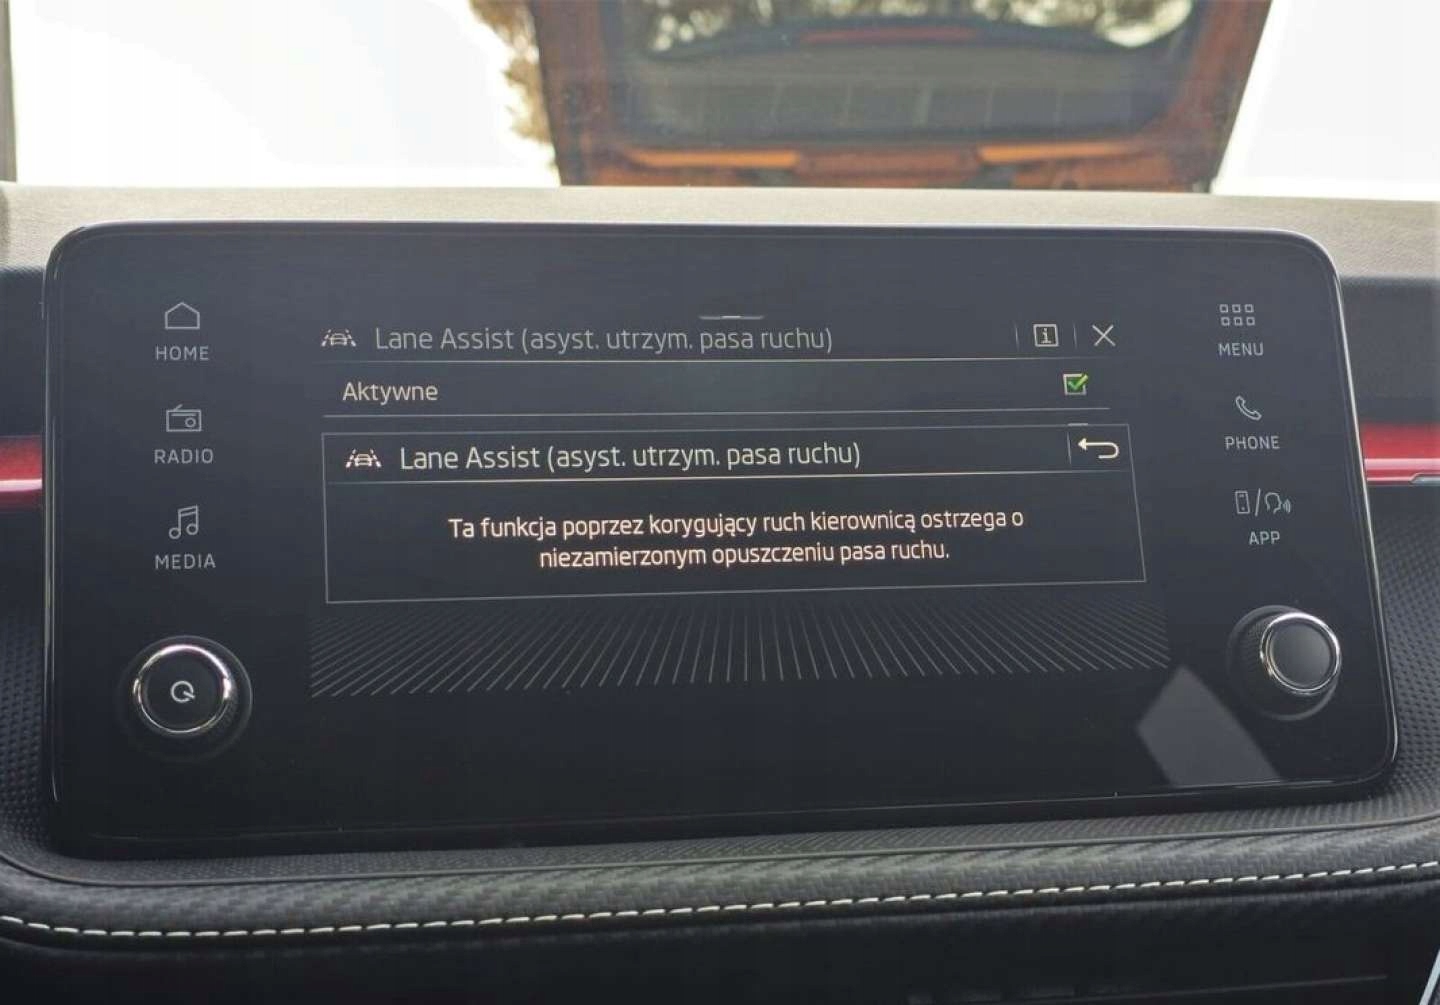 HOME
RADIO
MEDIA
Lane Assist (asyst. utrzym. pasa ruchu)
Aktywne
Lane Assist (asyst. utrzym. pasa ruchu)
Ta funkcja poprzez korygujący ruch kierownicą ostrzega o
niezamierzonym opuszczeniu pasa ruchu.
MENU
PHONE
APP